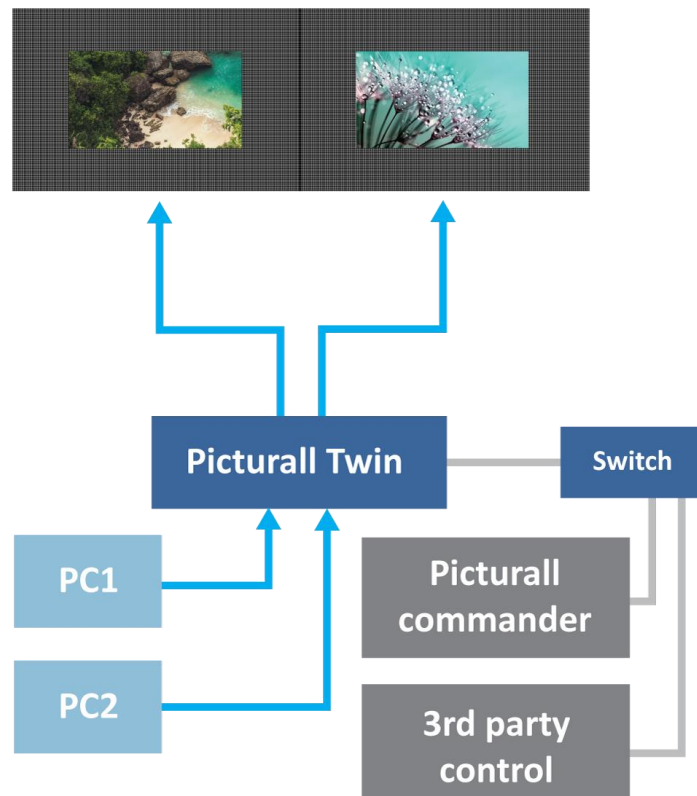 Picturall Twin
Switch
PC1
Picturall
commander
PC2
3rd party
control